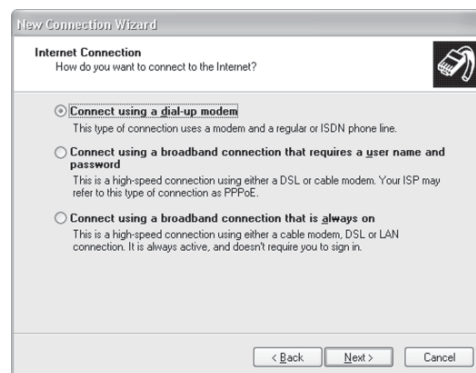 New Connection Wizard
Internet Connection
How do you want to connect to the Internet?
Connect using a dial-up modem
This type of connection uses a modem and a regular or ISDN phone line.
Connect using a broadband connection that requires a user name and
password
This is a high-speed connection using either a DSL or cable modem. Your ISP may
refer to this type of connection as PPPoE.
Connect using a broadband connection that is always on
This is a high-speed connection using either a cable modem, DSL or LAN
connection. It is always active, and doesn't require you to sign in.
< Back Next > Cancel